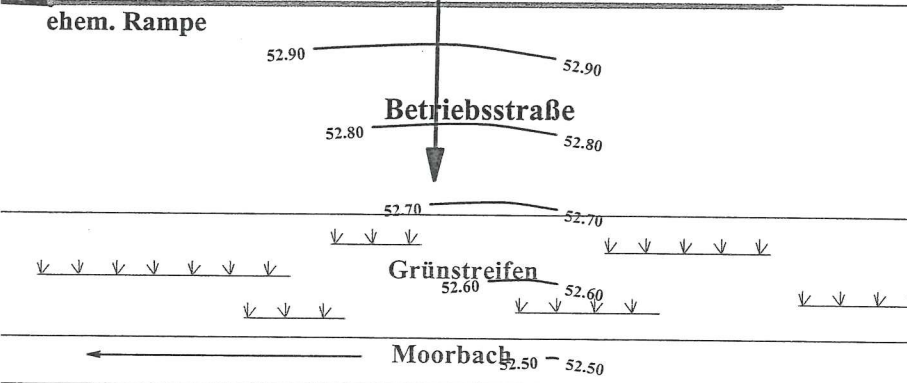 ehem. Rampe
52.90 52.90
Betriebsstraße
52.80 52.80
52.70 52.70
Grünstreifen
52.60 52.60
Moorbach
52.50 52.50